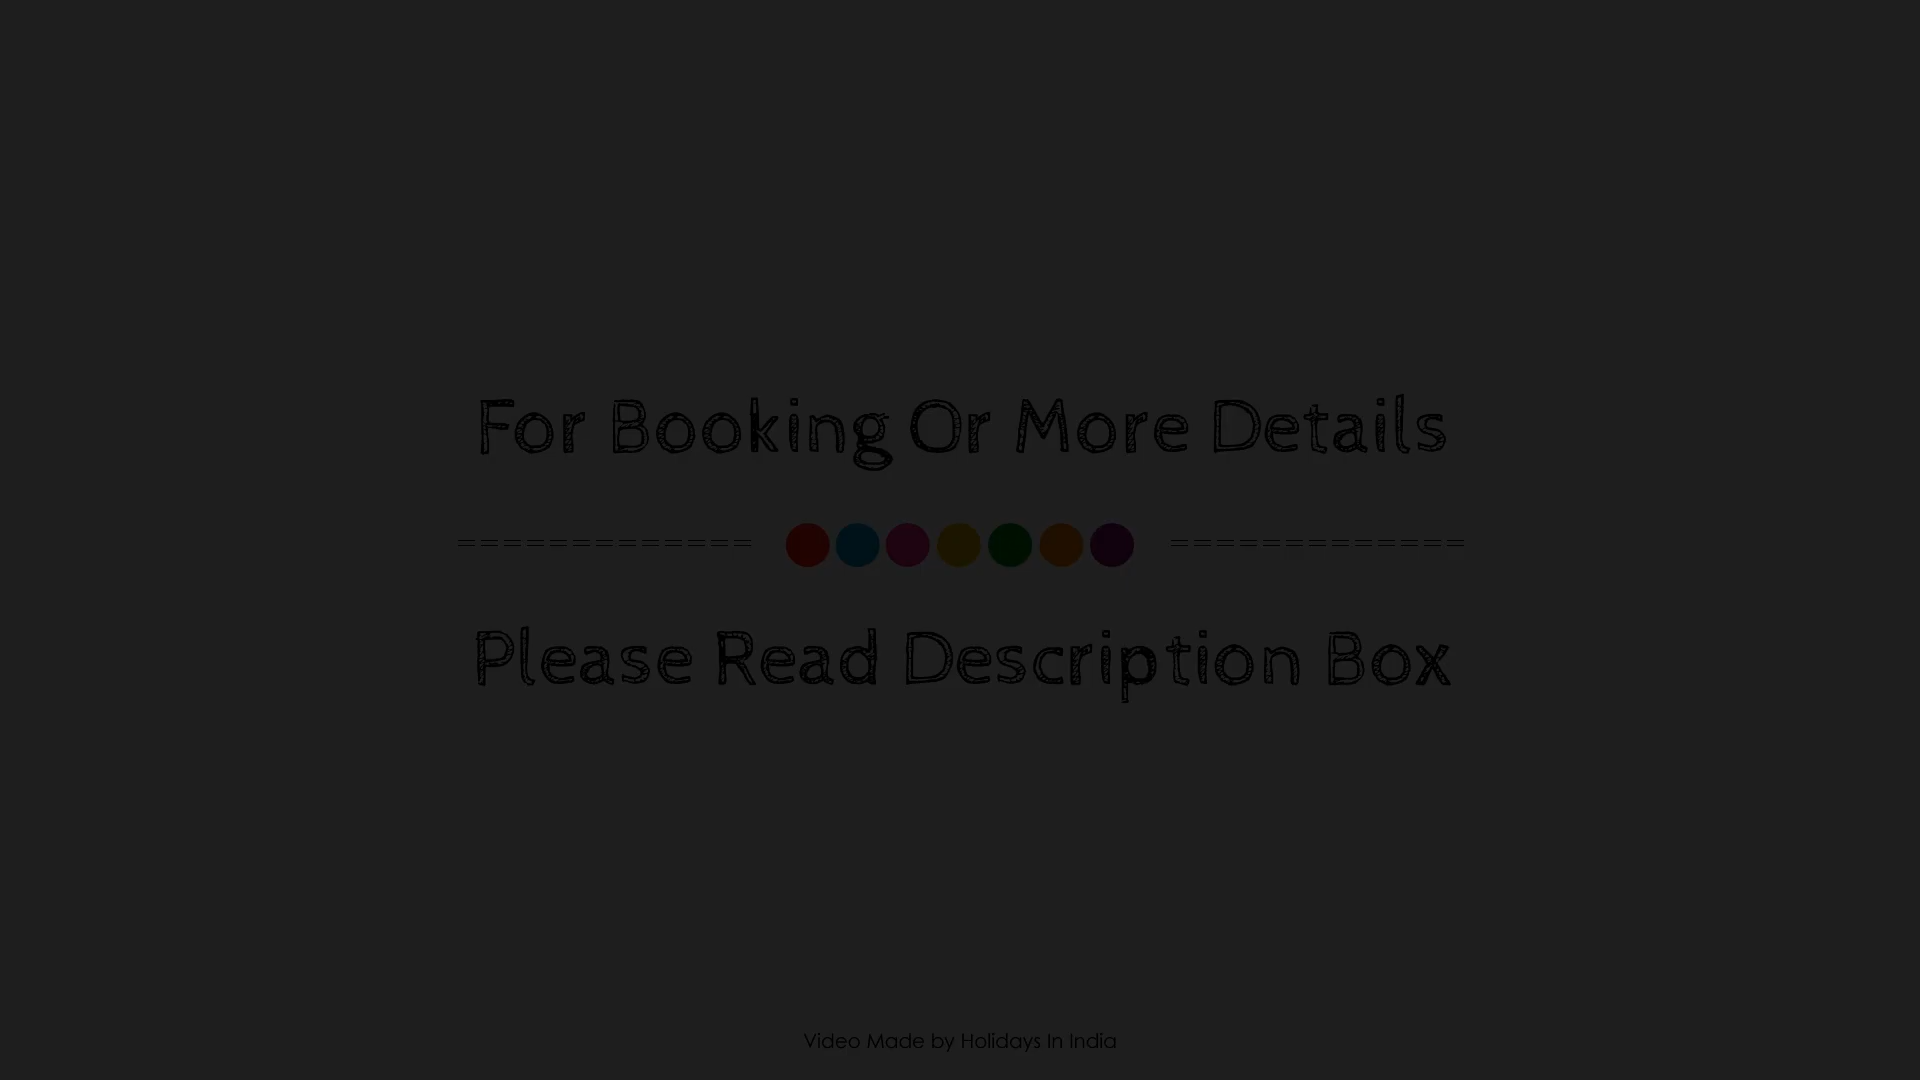 For Booking Or More Details
============= =============
Please Read Description Box
Video Made by Holidays In India